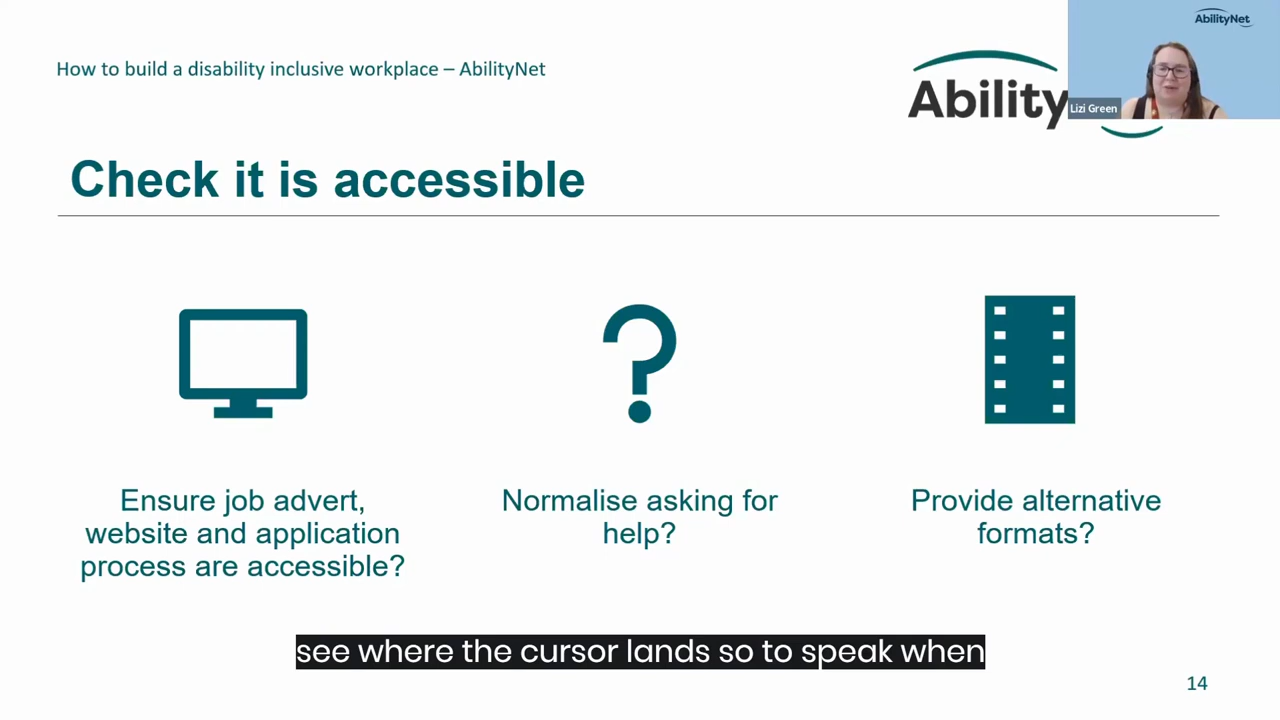 How to build a disability inclusive workplace – AbilityNet
AbilityNet
Ability
Lizi Green
Check it is accessible
Ensure job advert,
website and application
process are accessible?
Normalise asking for
help?
Provide alternative
formats?
see where the cursor lands so to speak when
14